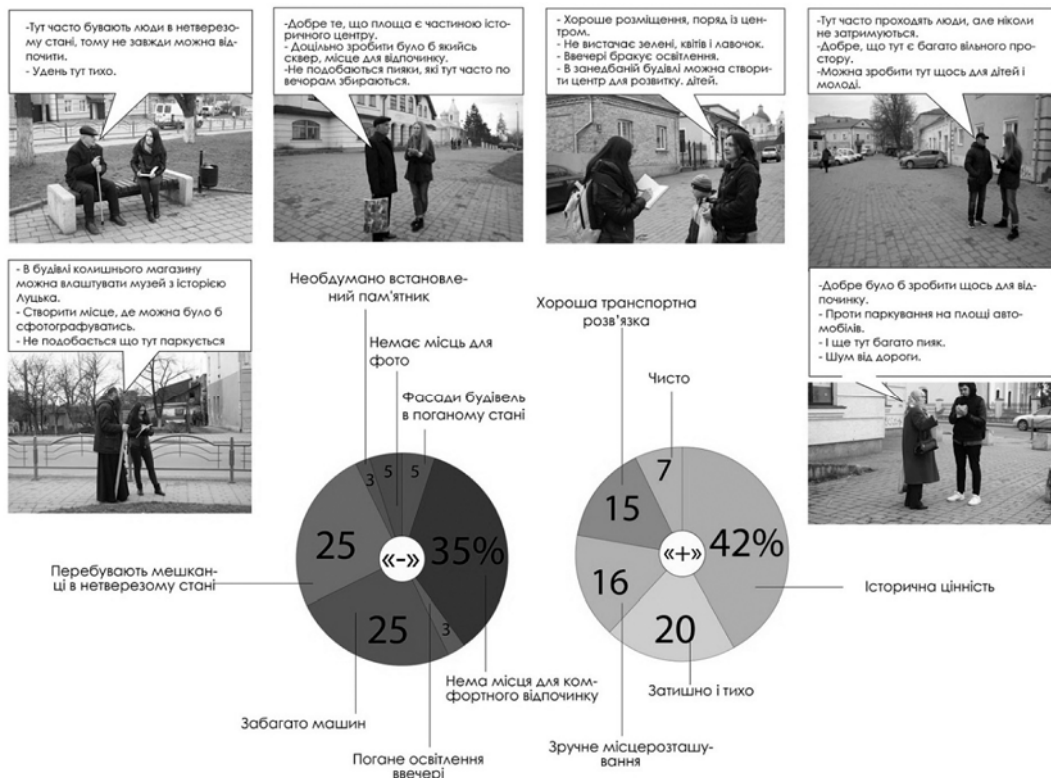 -Тут часто бувають люди в нетверезо-
му стані, тому не завжди можна від-
почити.
- Удень тут тихо.
-Добре те, що площа є частиною істо-
ричного центру.
- Доцільно зробити було б якийсь
сквер, місце для відпочинку.
-Не подобаються пияки, які тут часто по
вечорам збираються.
- Хороше розміщення, поряд із цен-
тром.
- Не вистачає зелені, квітів і лавочок.
- Ввечері бракує освітлення.
- В занедбаній будівлі можна створи-
ти центр для розвитку. дітей.
-Тут часто проходять люди, але ніколи
не затримуються.
-Добре, що тут є багато вільного про-
стору.
-Можна зробити тут щось для дітей і
молоді.
- В будівлі колишнього магазину
можна влаштувати музей з історією
Луцька.
- Створити місце, де можна було б
сфотографуватись.
- Не подобається що тут паркується
-Добре було б зробити щось для від-
починку.
- Проти паркування на площі авто-
мобілів.
- І ще тут багато пияк.
- Шум від дороги.
Необдумано встановле-
ний пам'ятник
Немає місць для
фото
Фасади будівель
в поганому стані
3
5
5
35%
25
«-»
25
3
Перебувають мешкан-
ці в нетверезому стані
Забагато машин
Погане освітлення
ввечері
Нема місця для ком-
фортного відпочинку
Хороша транспортна
розв'язка
Чисто
7
15
42%
«+»
16
20
Історична цінність
Затишно і тихо
Зручне місцерозташу-
вання